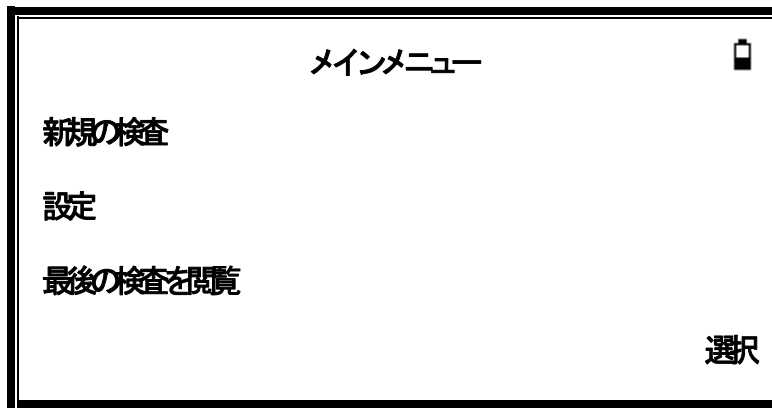 メインメニュー
新規の検査
設定
最後の検査を閲覧
選択